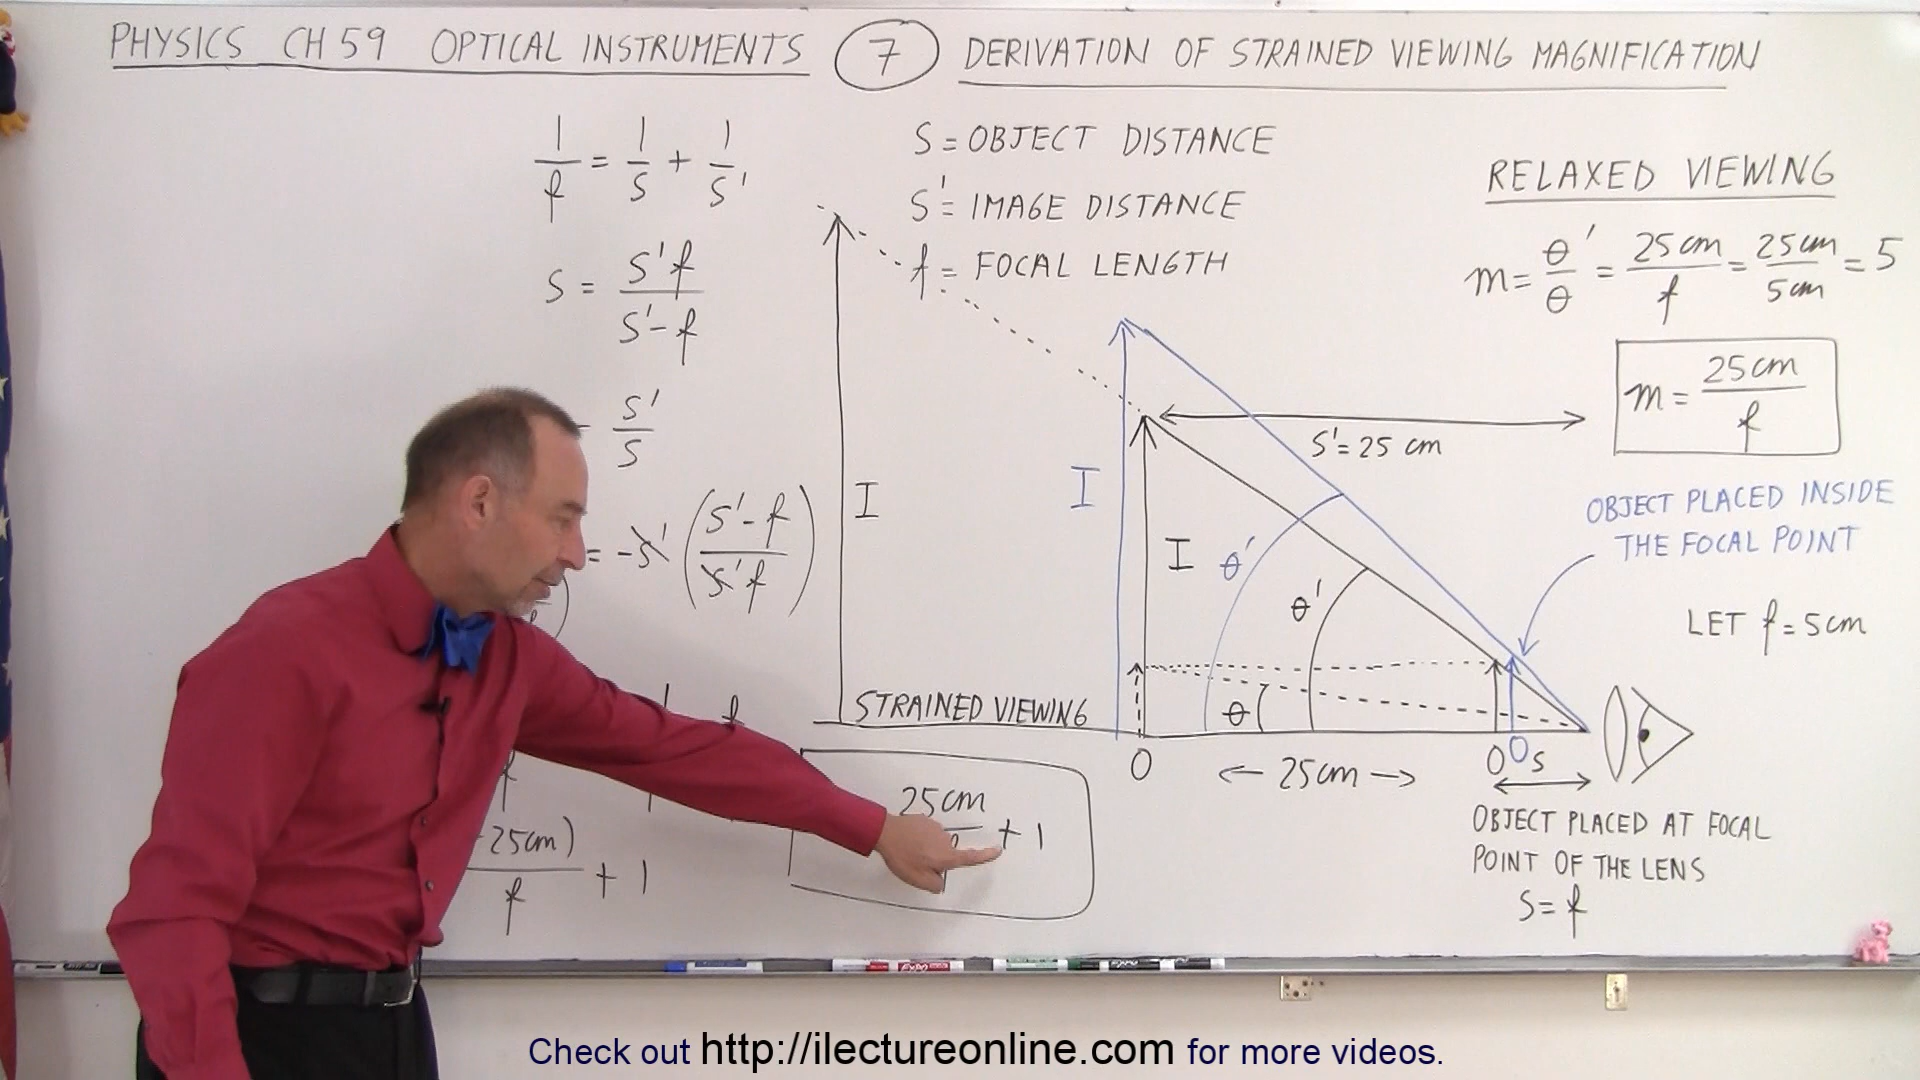 PHYSICS CH 59 OPTICAL INSTRUMENTS 7 DERIVATION OF STRAINED VIEWING MAGNIFICATION
1/f = 1/S + 1/S'
S = S'f/(S'-f)
S'/S
= -S' ((S'-f)/(S'f))
-25cm)/f + 1
S = OBJECT DISTANCE
S' = IMAGE DISTANCE
f = FOCAL LENGTH
I
I
I
S' = 25 cm
θ'
θ'
θ
STRAINED VIEWING
25cm + 1
O
← 25cm →
O
O
S
RELAXED VIEWING
m = θ'/θ = 25cm/f = 25cm/5cm = 5
m = 25cm/f
OBJECT PLACED INSIDE
THE FOCAL POINT
LET f = 5cm
OBJECT PLACED AT FOCAL
POINT OF THE LENS
S = f
EXPO
Check out http://ilectureonline.com for more videos.